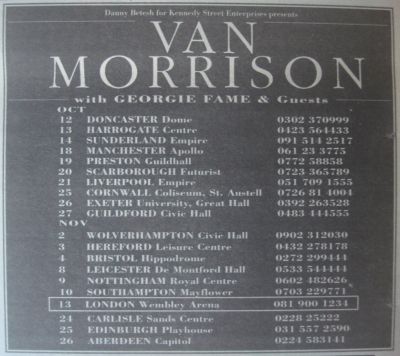 Danny Betesh for Kennedy Street Enterprises presents
VAN
MORRISON
with GEORGIE FAME & Guests
OCT
12 DONCASTER Dome 0302 370999
13 HARROGATE Centre 0423 564433
14 SUNDERLAND Empire 091 514 2517
18 MANCHESTER Apollo 061 23 3775
19 PRESTON Guildhall 0772 58858
20 SCARBOROUGH Futurist 0723 365789
21 LIVERPOOL Empire 051 709 1555
25 CORNWALL Coliseum, St. Austell 0726 81 4004
26 EXETER University, Great Hall 0392 263528
27 GUILDFORD Civic Hall 0483 444555
NOV
2 WOLVERHAMPTON Civic Hall 0902 312030
3 HEREFORD Leisure Centre 0432 278178
4 BRISTOL Hippodrome 0272 299444
8 LEICESTER De Montford Hall 0533 544444
9 NOTTINGHAM Royal Centre 0602 482626
10 SOUTHAMPTON Mayflower 0703 229771
13 LONDON Wembley Arena 081 900 1234
24 CARLISLE Sands Centre 0228 25222
25 EDINBURGH Playhouse 031 557 2590
26 ABERDEEN Capitol 0224 583141